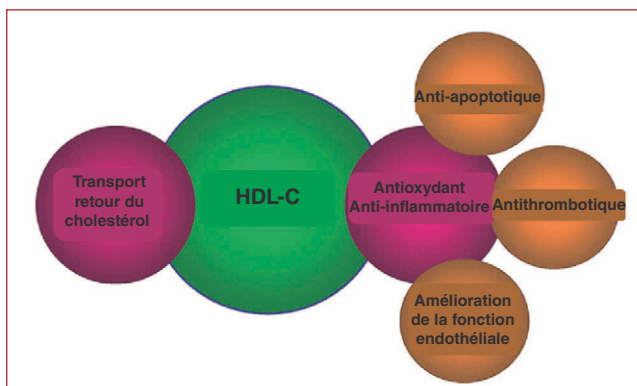 Transport
retour du
cholestérol
HDL-C
Antioxydant
Anti-inflammatoire
Anti-apoptotique
Antithrombotique
Amélioration
de la fonction
endothéliale